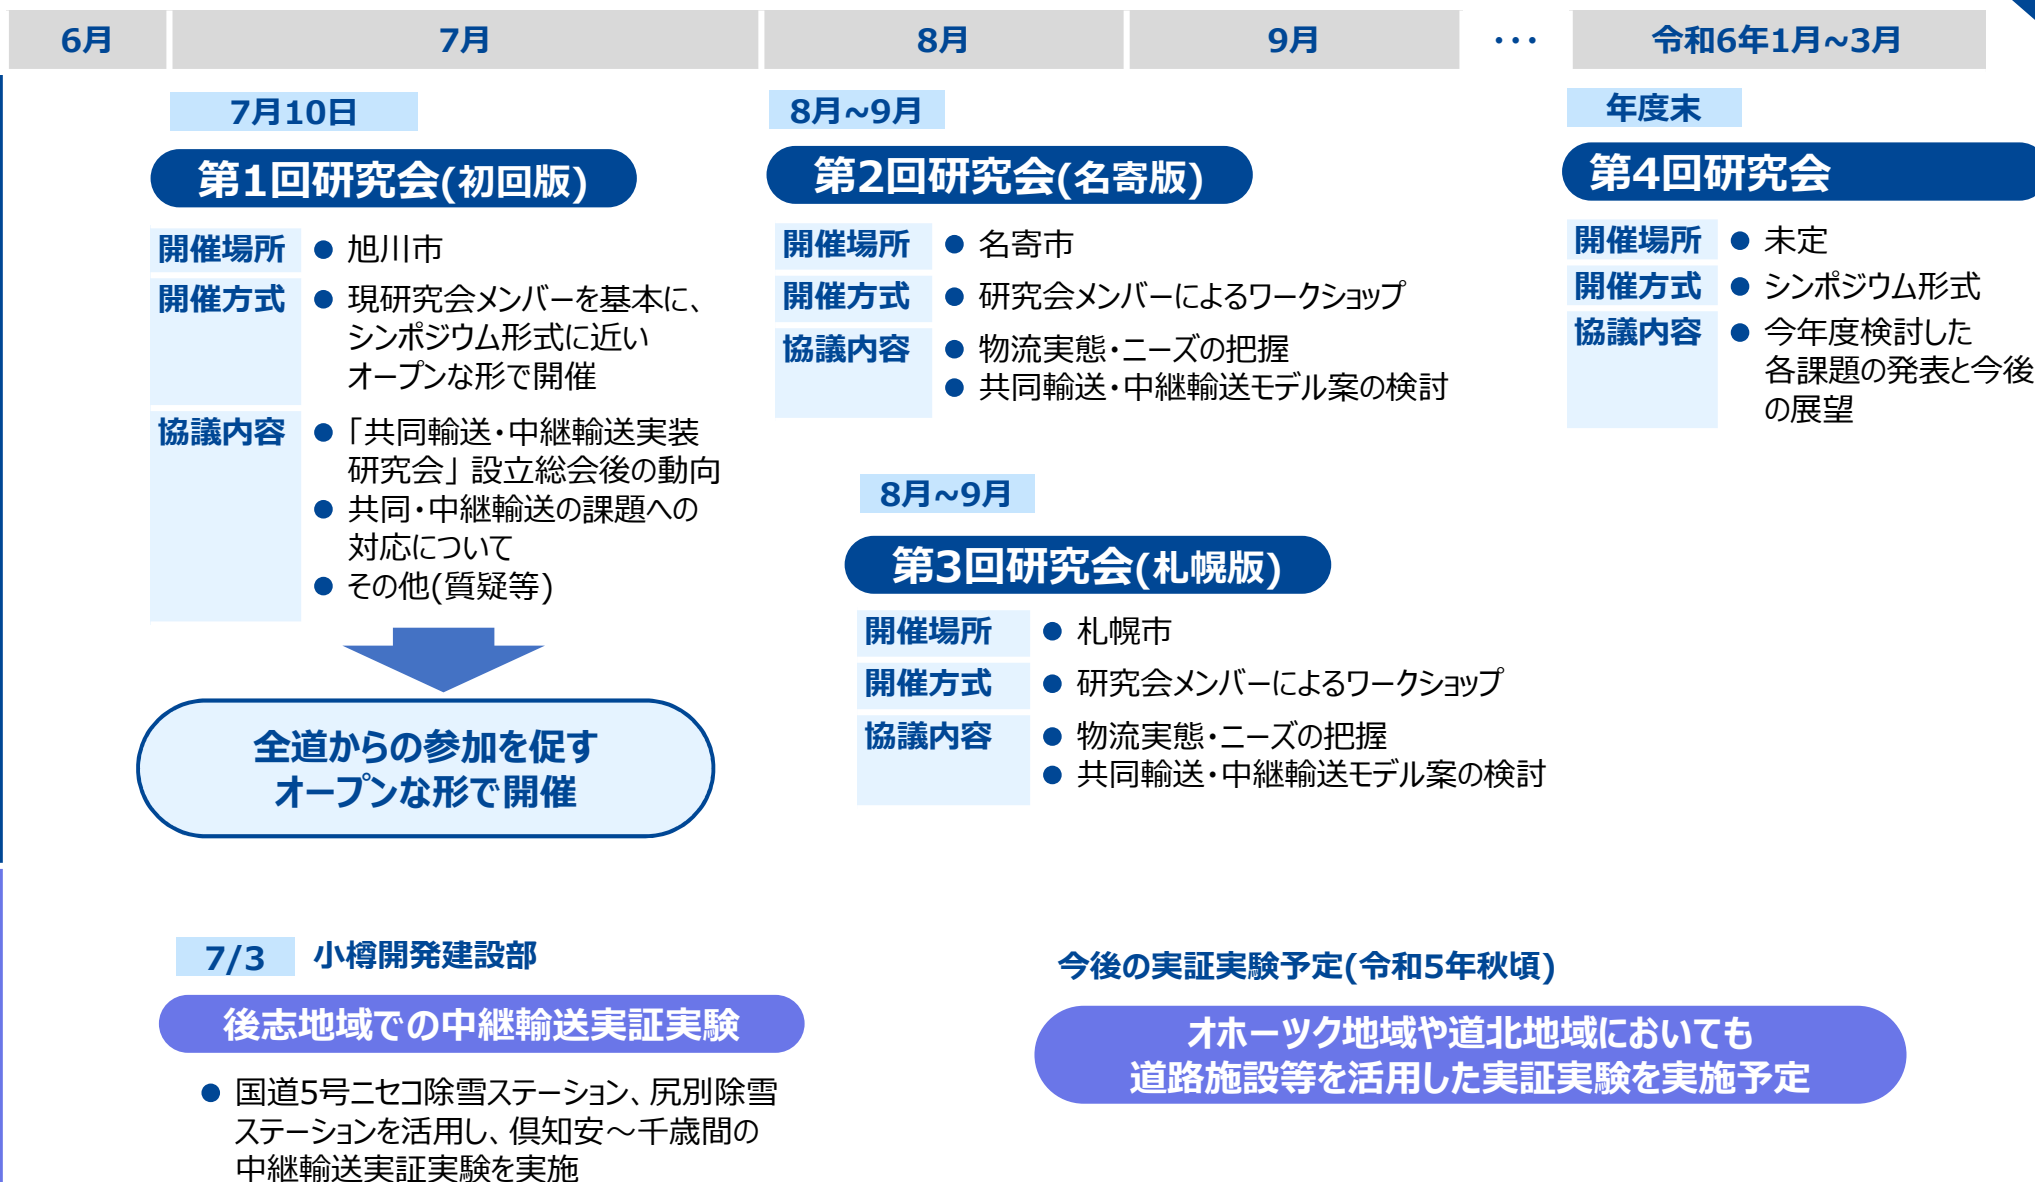 6月
7月
8月
9月
･･･
令和6年1月~3月
7月10日
第1回研究会(初回版)
開催場所
● 旭川市
開催方式
● 現研究会メンバーを基本に、
シンポジウム形式に近い
オープンな形で開催
協議内容
● 「共同輸送・中継輸送実装
研究会」 設立総会後の動向
● 共同・中継輸送の課題への
対応について
● その他(質疑等)
全道からの参加を促す
オープンな形で開催
8月~9月
第2回研究会(名寄版)
開催場所
● 名寄市
開催方式
● 研究会メンバーによるワークショップ
協議内容
● 物流実態・ニーズの把握
● 共同輸送・中継輸送モデル案の検討
8月~9月
第3回研究会(札幌版)
開催場所
● 札幌市
開催方式
● 研究会メンバーによるワークショップ
協議内容
● 物流実態・ニーズの把握
● 共同輸送・中継輸送モデル案の検討
年度末
第4回研究会
開催場所
● 未定
開催方式
● シンポジウム形式
協議内容
● 今年度検討した
各課題の発表と今後
の展望
7/3 小樽開発建設部
後志地域での中継輸送実証実験
● 国道5号ニセコ除雪ステーション、尻別除雪
ステーションを活用し、倶知安～千歳間の
中継輸送実証実験を実施
今後の実証実験予定(令和5年秋頃)
オホーツク地域や道北地域においても
道路施設等を活用した実証実験を実施予定